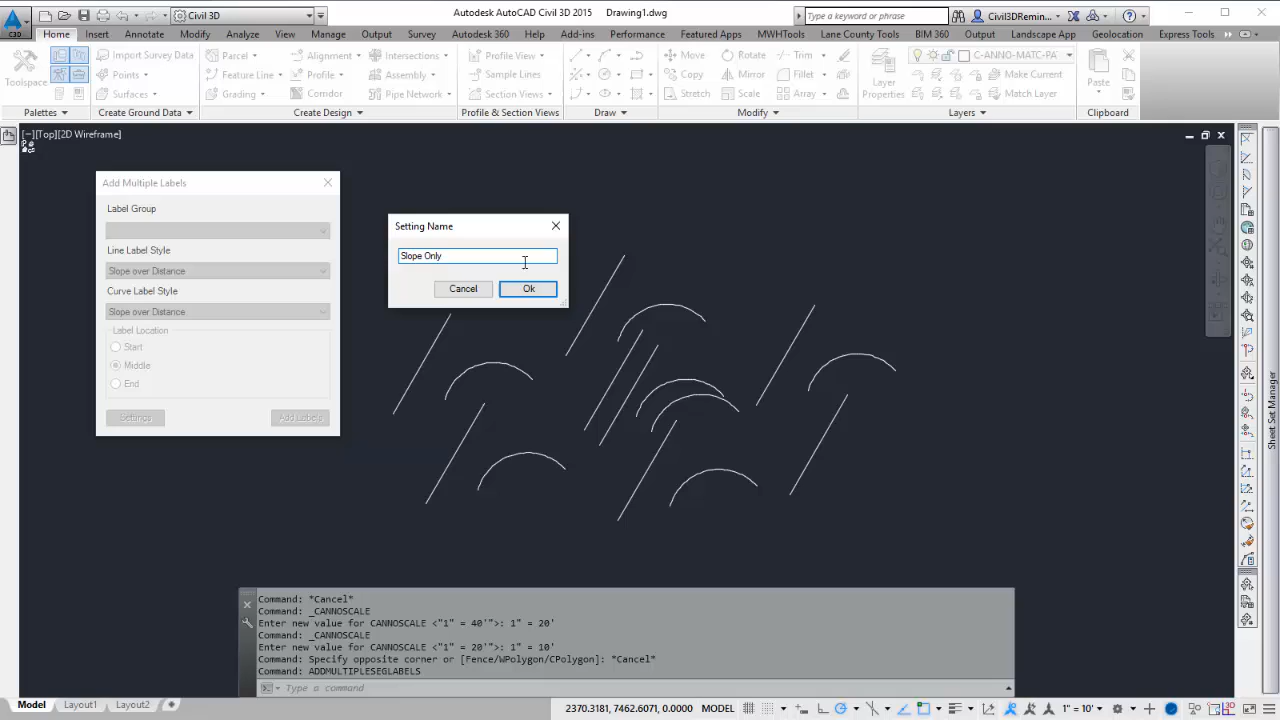 C3D
Civil 3D
Autodesk AutoCAD Civil 3D 2015 Drawing1.dwg
Type a keyword or phrase
Civil3DRemin...
Home Insert Annotate Modify Analyze View Manage Output Survey Autodesk 360 Help Add-ins Performance Featured Apps MWHTools Lane County Tools BIM 360 Output Landscape App Geolocation Express Tools
Toolspace
Import Survey Data
Points
Surfaces
Parcel
Feature Line
Grading
Alignment
Profile
Corridor
Intersections
Assembly
Pipe Network
Profile View
Sample Lines
Section Views
Move
Copy
Stretch
Rotate
Mirror
Scale
Trim
Fillet
Array
Layer
Properties
C-ANNO-MATC-PA
Make Current
Match Layer
Paste
Palettes
Create Ground Data
Create Design
Profile & Section Views
Draw
Modify
Layers
Clipboard
[−][Top][2D Wireframe]
Add Multiple Labels
Label Group
Line Label Style
Slope over Distance
Curve Label Style
Slope over Distance
Label Location
Start
Middle
End
Settings
Add Labels
Setting Name
Slope Only
Cancel
Ok
Sheet Set Manager
Command: *Cancel*
Command: _CANNOSCALE
Enter new value for CANNOSCALE <"1" = 40'">: 1" = 20'
Command: _CANNOSCALE
Enter new value for CANNOSCALE <"1" = 20'">: 1" = 10'
Command: Specify opposite corner or [Fence/WPolygon/CPolygon]: *Cancel*
Command: ADDMULTIPLESEGLABELS
Type a command
Model Layout1 Layout2
2370.3181, 7462.6071, 0.0000 MODEL
1" = 10'